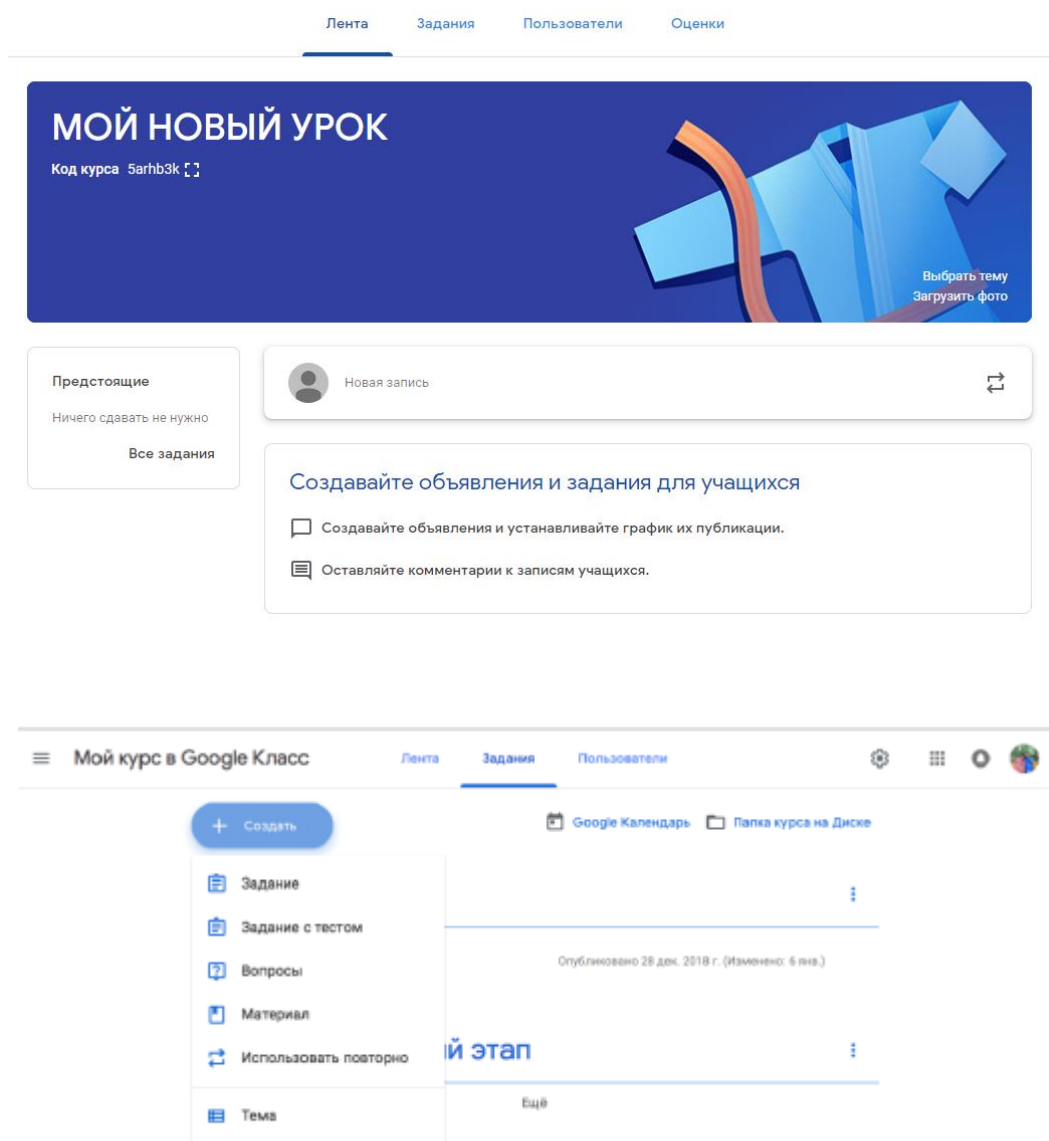 Лента Задания Пользователи Оценки
МОЙ НОВЫЙ УРОК
Код курса 5arhb3k
Выбрать тему
Загрузить фото
Предстоящие
Ничего сдавать не нужно
Все задания
Новая запись
Создавайте объявления и задания для учащихся
Создавайте объявления и устанавливайте график их публикации.
Оставляйте комментарии к записям учащихся.
Мой курс в Google Класс Лента Задания Пользователи
Создать Google Календарь Папка курса на Диске
Задание
Задание с тестом
Вопросы Опубликовано 28 дек. 2018 г. (Изменено: 6 янв.)
Материал
Использовать повторно й этап
Ещё
Тема